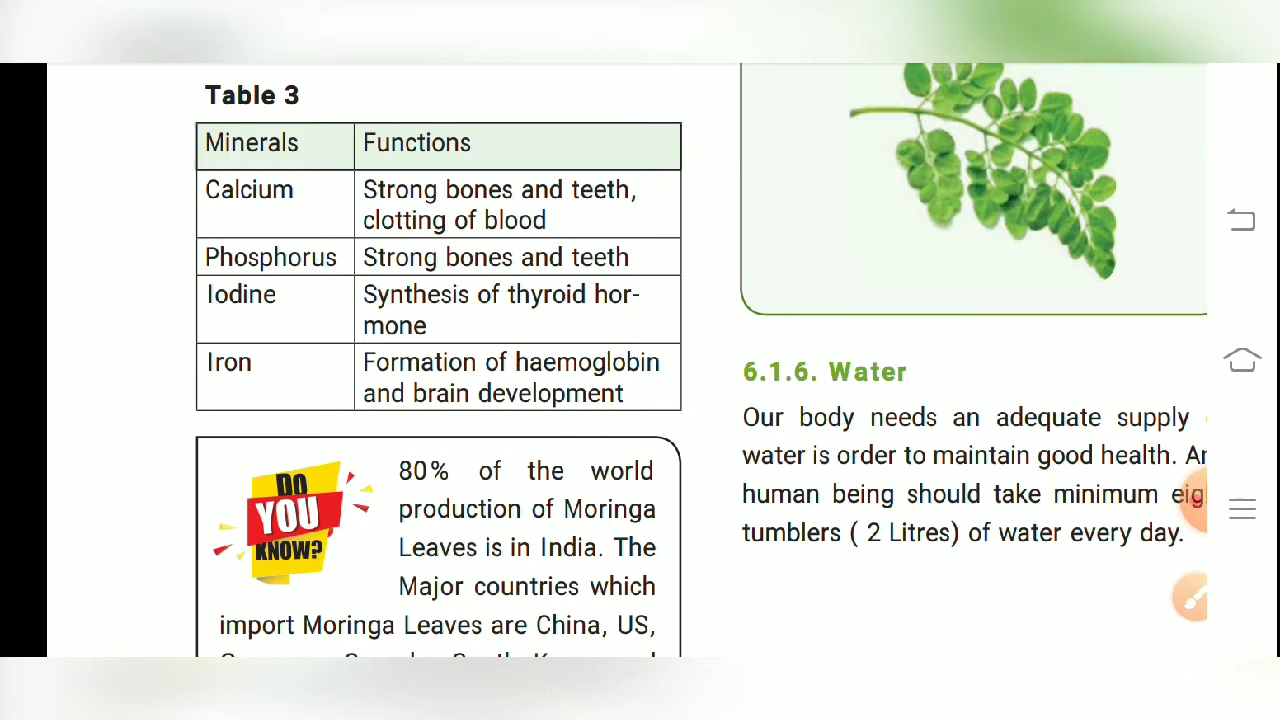 Table 3
Minerals Functions
Calcium Strong bones and teeth,
clotting of blood
Phosphorus Strong bones and teeth
Iodine Synthesis of thyroid hor-
mone
Iron Formation of haemoglobin
and brain development
DO
YOU
KNOW?
80% of the world
production of Moringa
Leaves is in India. The
Major countries which
import Moringa Leaves are China, US,
6.1.6. Water
Our body needs an adequate supply
water is order to maintain good health.
human being should take minimum
tumblers ( 2 Litres) of water every day.